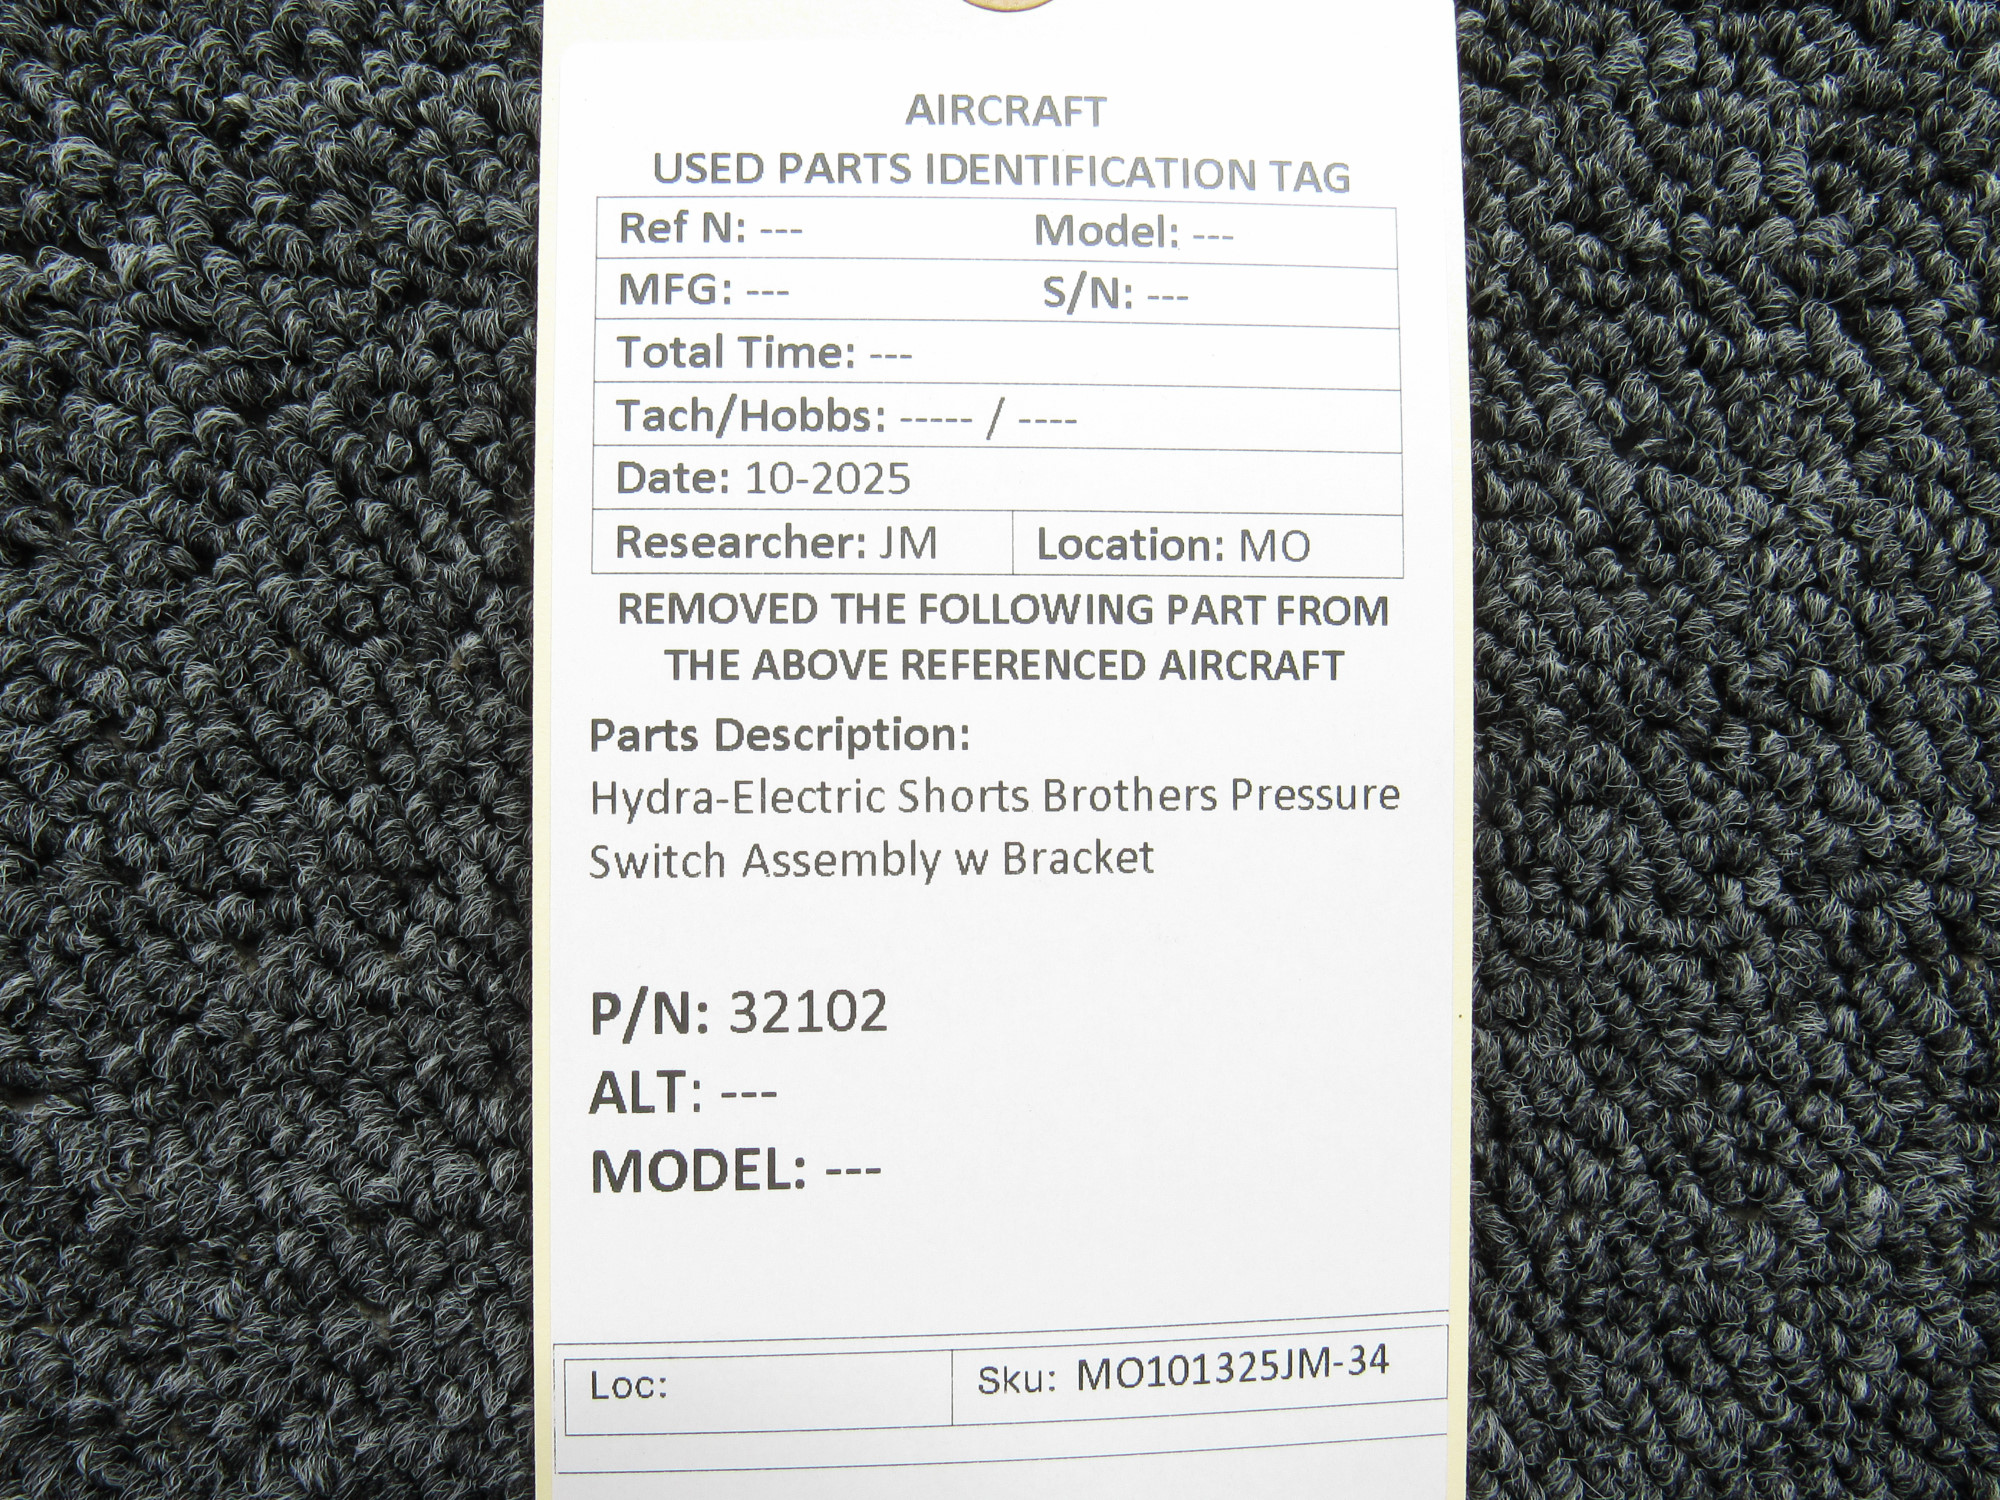 AIRCRAFT
USED PARTS IDENTIFICATION TAG
Ref N: --- Model: ---
MFG: --- S/N: ---
Total Time: ---
Tach/Hobbs: ----- / ----
Date: 10-2025
Researcher: JM Location: MO
REMOVED THE FOLLOWING PART FROM
THE ABOVE REFERENCED AIRCRAFT
Parts Description:
Hydra-Electric Shorts Brothers Pressure
Switch Assembly w Bracket
P/N: 32102
ALT: ---
MODEL: ---
Loc: Sku: MO101325JM-34